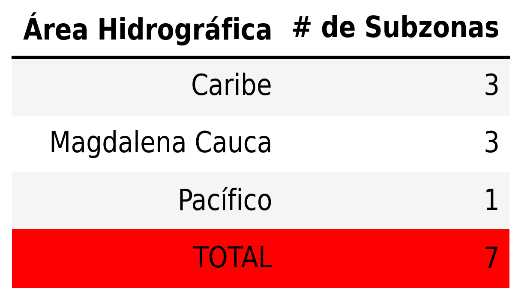 Área Hidrográfica # de Subzonas
Caribe 3
Magdalena Cauca 3
Pacífico 1
TOTAL 7